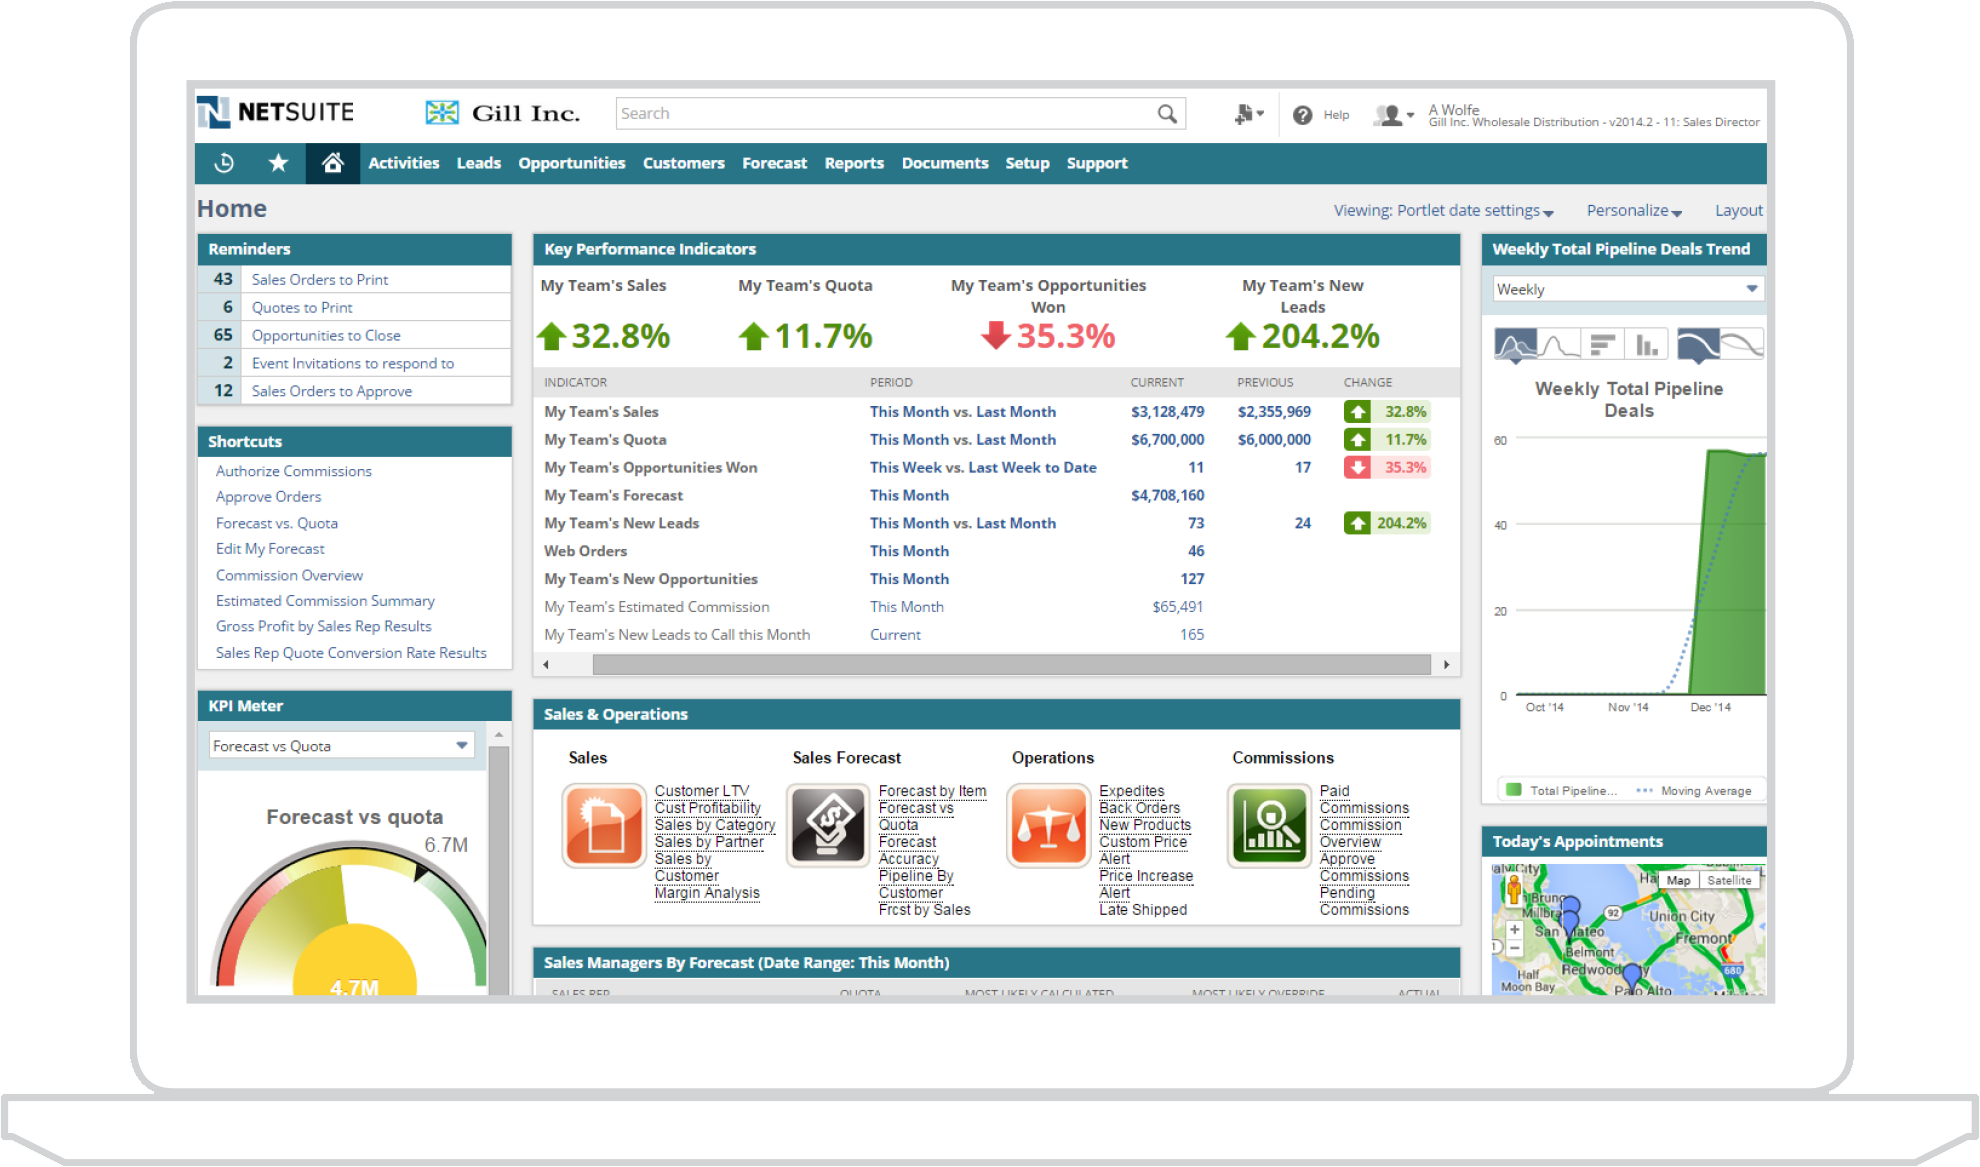 NETSUITE
Gill Inc.
Search
Help
A Wolfe
Gill Inc. Wholesale Distribution - v2014.2 - 11: Sales Director
Activities Leads Opportunities Customers Forecast Reports Documents Setup Support
Home
Viewing: Portlet date settings Personalize Layout
Reminders
43 Sales Orders to Print
6 Quotes to Print
65 Opportunities to Close
2 Event Invitations to respond to
12 Sales Orders to Approve
Shortcuts
Authorize Commissions
Approve Orders
Forecast vs. Quota
Edit My Forecast
Commission Overview
Estimated Commission Summary
Gross Profit by Sales Rep Results
Sales Rep Quote Conversion Rate Results
KPI Meter
Forecast vs Quota
Forecast vs quota
6.7M
4.7M
Key Performance Indicators
My Team's Sales
32.8%
My Team's Quota
11.7%
My Team's Opportunities
Won
35.3%
My Team's New
Leads
204.2%
INDICATOR PERIOD CURRENT PREVIOUS CHANGE
My Team's Sales This Month vs. Last Month $3,128,479 $2,355,969 32.8%
My Team's Quota This Month vs. Last Month $6,700,000 $6,000,000 11.7%
My Team's Opportunities Won This Week vs. Last Week to Date 11 17 35.3%
My Team's Forecast This Month $4,708,160
My Team's New Leads This Month vs. Last Month 73 24 204.2%
Web Orders This Month 46
My Team's New Opportunities This Month 127
My Team's Estimated Commission This Month $65,491
My Team's New Leads to Call this Month Current 165
Sales & Operations
Sales
Customer LTV
Cust Profitability
Sales by Category
Sales by Partner
Sales by
Customer
Margin Analysis
Sales Forecast
Forecast by Item
Forecast vs
Quota
Forecast
Accuracy
Pipeline By
Customer
Frcst by Sales
Operations
Expedites
Back Orders
New Products
Custom Price
Alert
Price Increase
Alert
Late Shipped
Commissions
Paid
Commissions
Commission
Overview
Approve
Commissions
Pending
Commissions
Sales Managers By Forecast (Date Range: This Month)
SALES REP QUOTA MOST LIKELY CALCULATED MOST LIKELY OVERRIDE ACTUAL
Weekly Total Pipeline Deals Trend
Weekly
Weekly Total Pipeline
Deals
60
40
20
0
Oct '14 Nov '14 Dec '14
Total Pipeline... Moving Average
Today's Appointments
Map Satellite
92
Union City
San Mateo
Fremont
Belmont
Redwood
680
Half
Moon Bay
Palo Alto